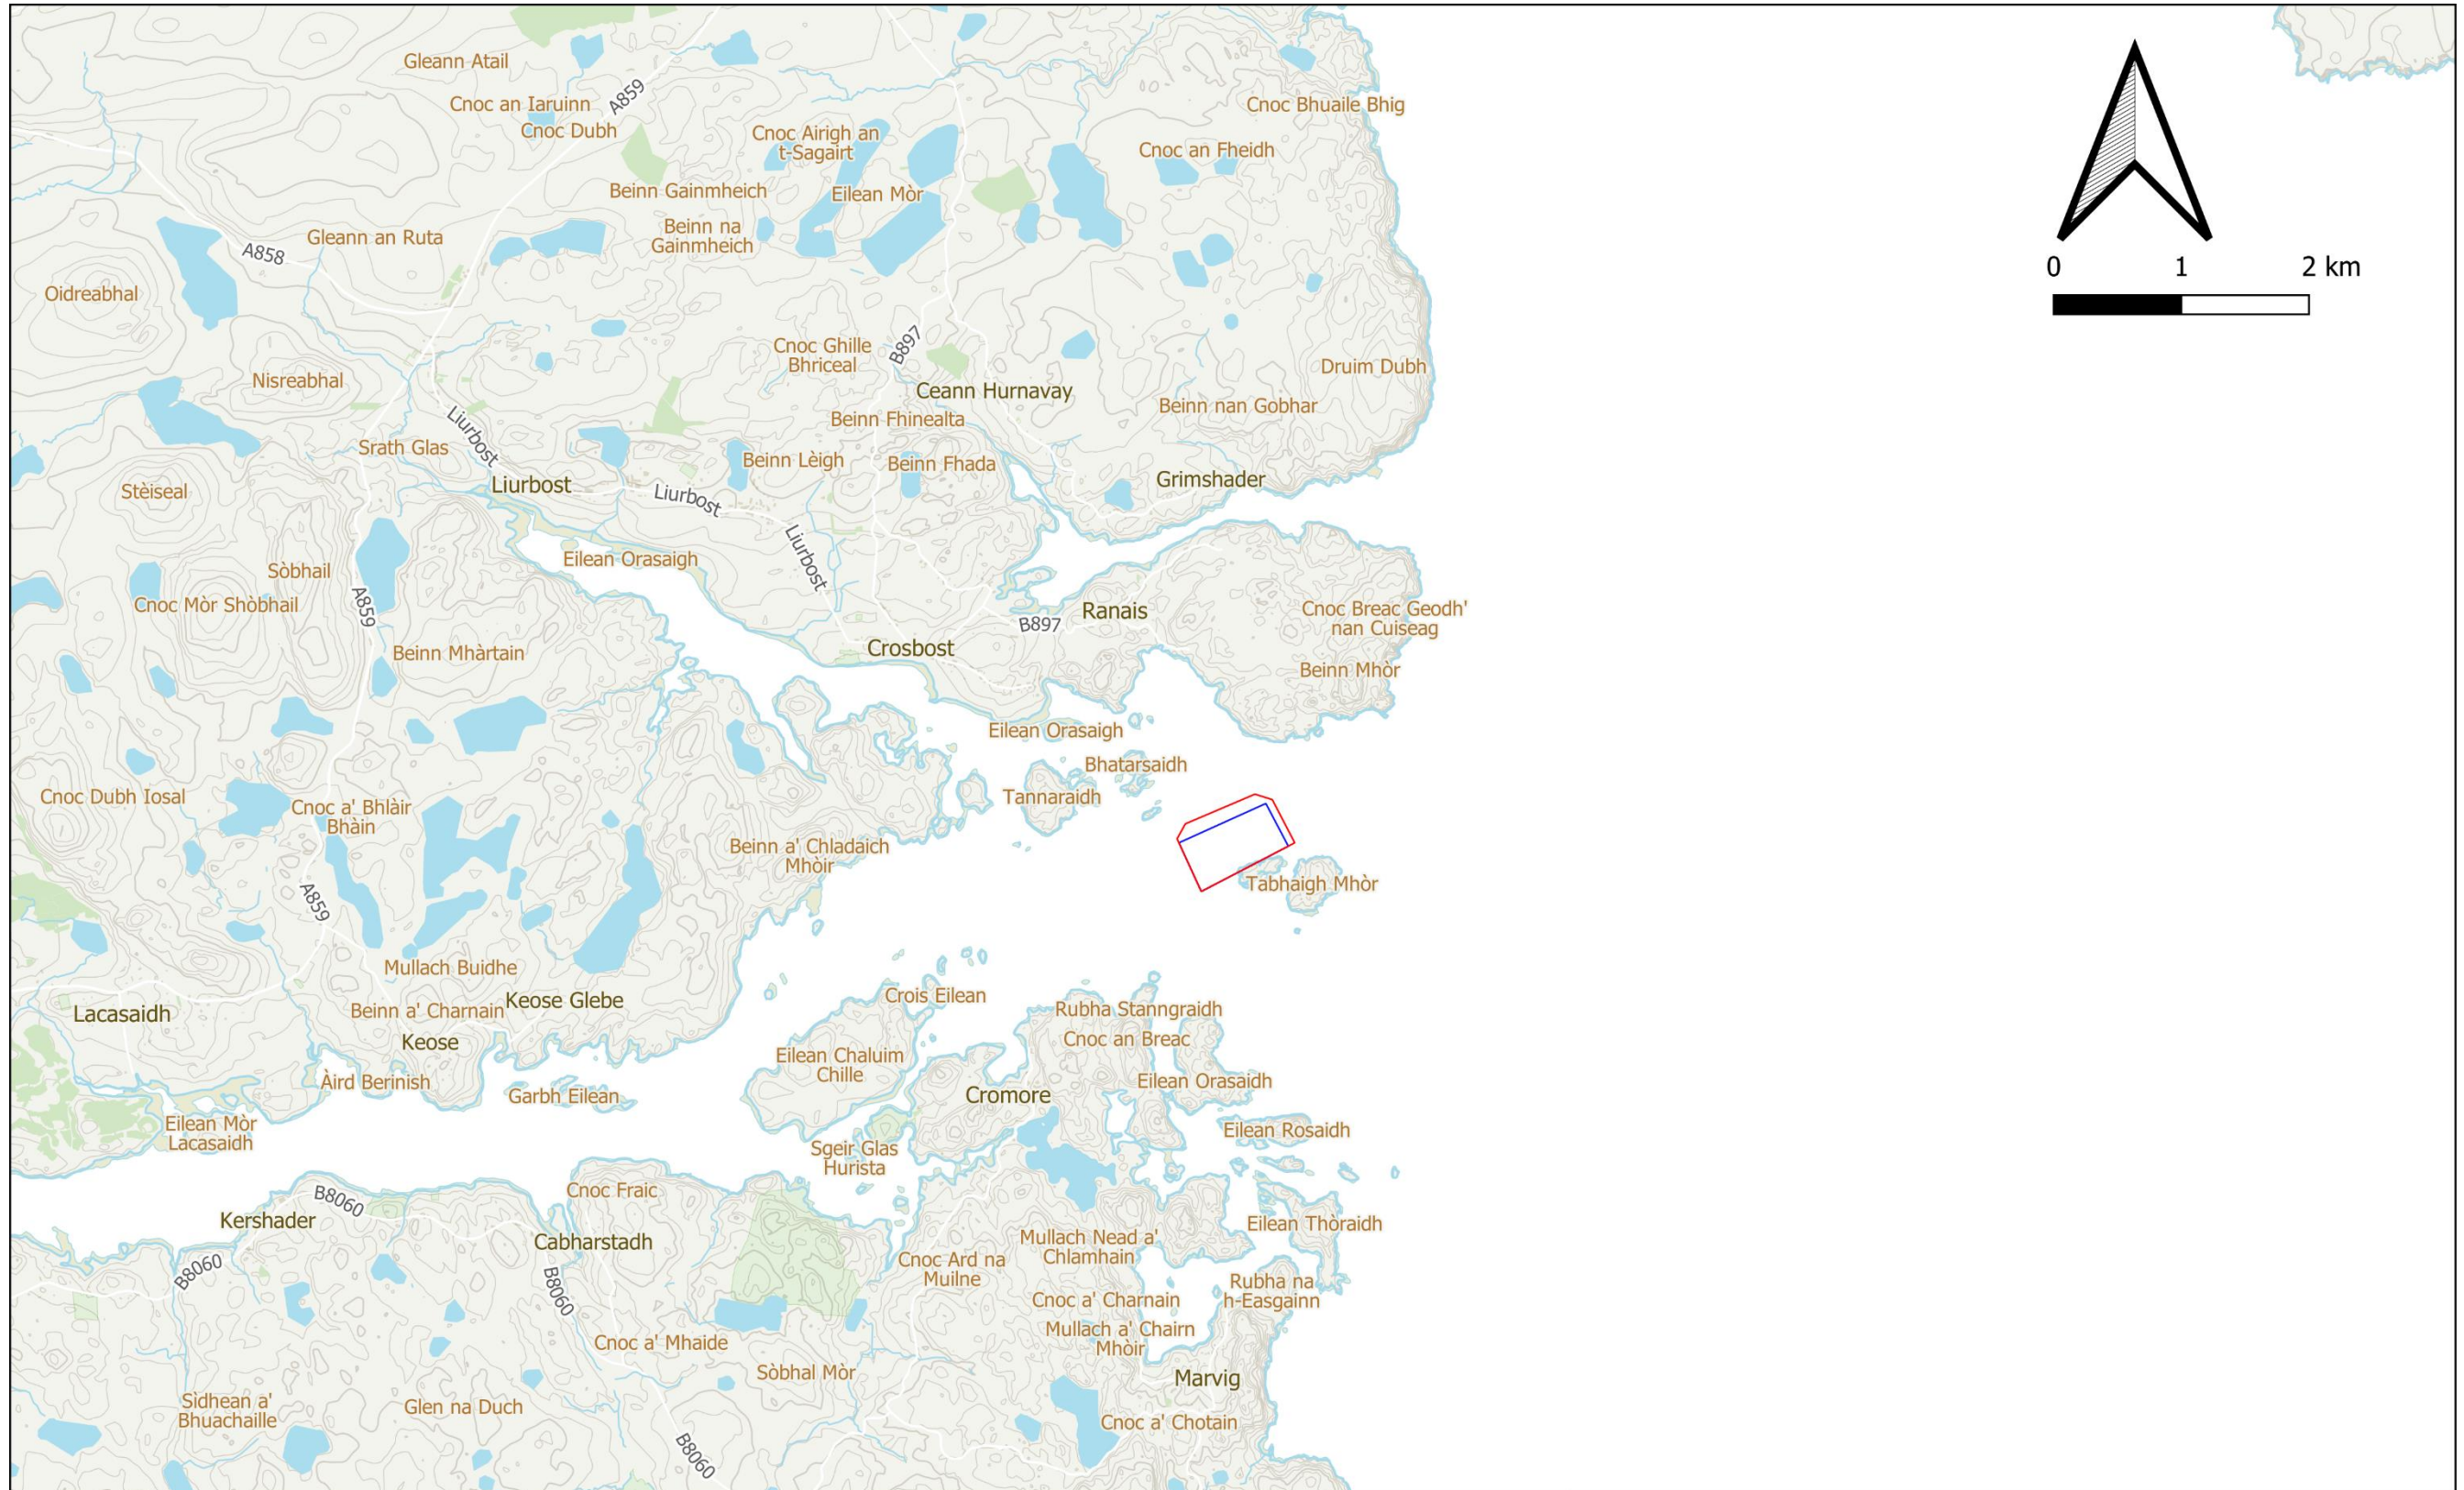 Gleann Atail
Cnoc an Iaruinn
A859
Cnoc Dubh
Cnoc Airigh an
t-Sagairt
Cnoc Bhuaile Bhig
Cnoc an Fheidh
Beinn Gainmheich
Eilean Mòr
Beinn na
Gainmheich
Gleann an Ruta
A858
Oidreabhal
0 1 2 km
Cnoc Ghille
Bhriceal
B897
Druim Dubh
Nisreabhal
Ceann Hurnavay
Beinn nan Gobhar
Beinn Fhinealta
Liurbost
Srath Glas
Beinn Lèigh
Beinn Fhada
Grimshader
Stèiseal
Liurbost
Liurbost
Liurbost
Eilean Orasaigh
Sòbhail
Cnoc Mòr Shòbhail
A859
Ranais
Cnoc Breac Geodh'
nan Cuiseag
B897
Crosbost
Beinn Mhàrtain
Beinn Mhòr
Eilean Orasaigh
Bhatarsaidh
Tannaraidh
Cnoc Dubh Iosal
Cnoc a' Bhlàir
Bhàin
Beinn a' Chladaich
Mhòir
A859
Tabhaigh Mhòr
Mullach Buidhe
Keose Glebe
Crois Eilean
Lacasaidh
Beinn a' Charnain
Rubha Stanngraidh
Keose
Cnoc an Breac
Eilean Chaluim
Chille
Àird Berinish
Garbh Eilean
Cromore
Eilean Orasaidh
Eilean Mòr
Lacasaidh
Eilean Rosaidh
Sgeir Glas
Hurista
Cnoc Fraic
B8060
Kershader
Cabharstadh
Eilean Thòraidh
Mullach Nead a'
Chlamhain
Cnoc Ard na
Muilne
B8060
B8060
Rubha na
h-Easgainn
Cnoc a' Charnain
Mullach a' Chairn
Mhòir
Cnoc a' Mhaide
Sòbhal Mòr
Marvig
Sìdhean a'
Bhuachaille
Glen na Duch
Cnoc a' Chotain
B8060